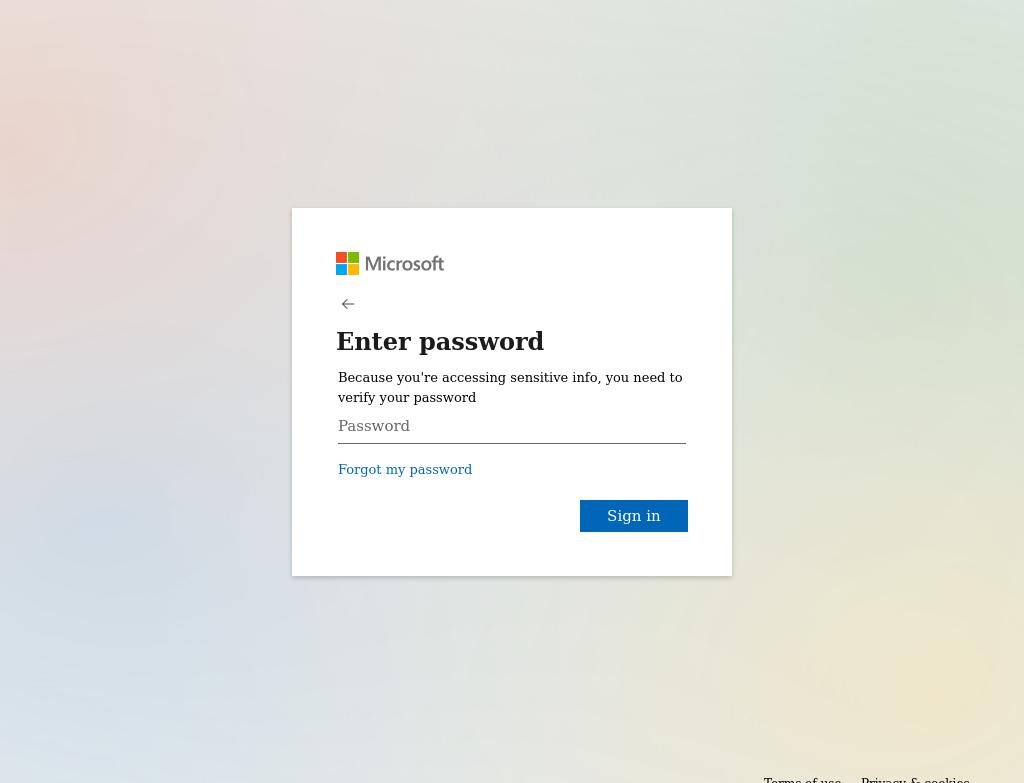 Microsoft
Enter password
Because you're accessing sensitive info, you need to
verify your password
Password
Forgot my password
Sign in
Terms of use Privacy & cookies